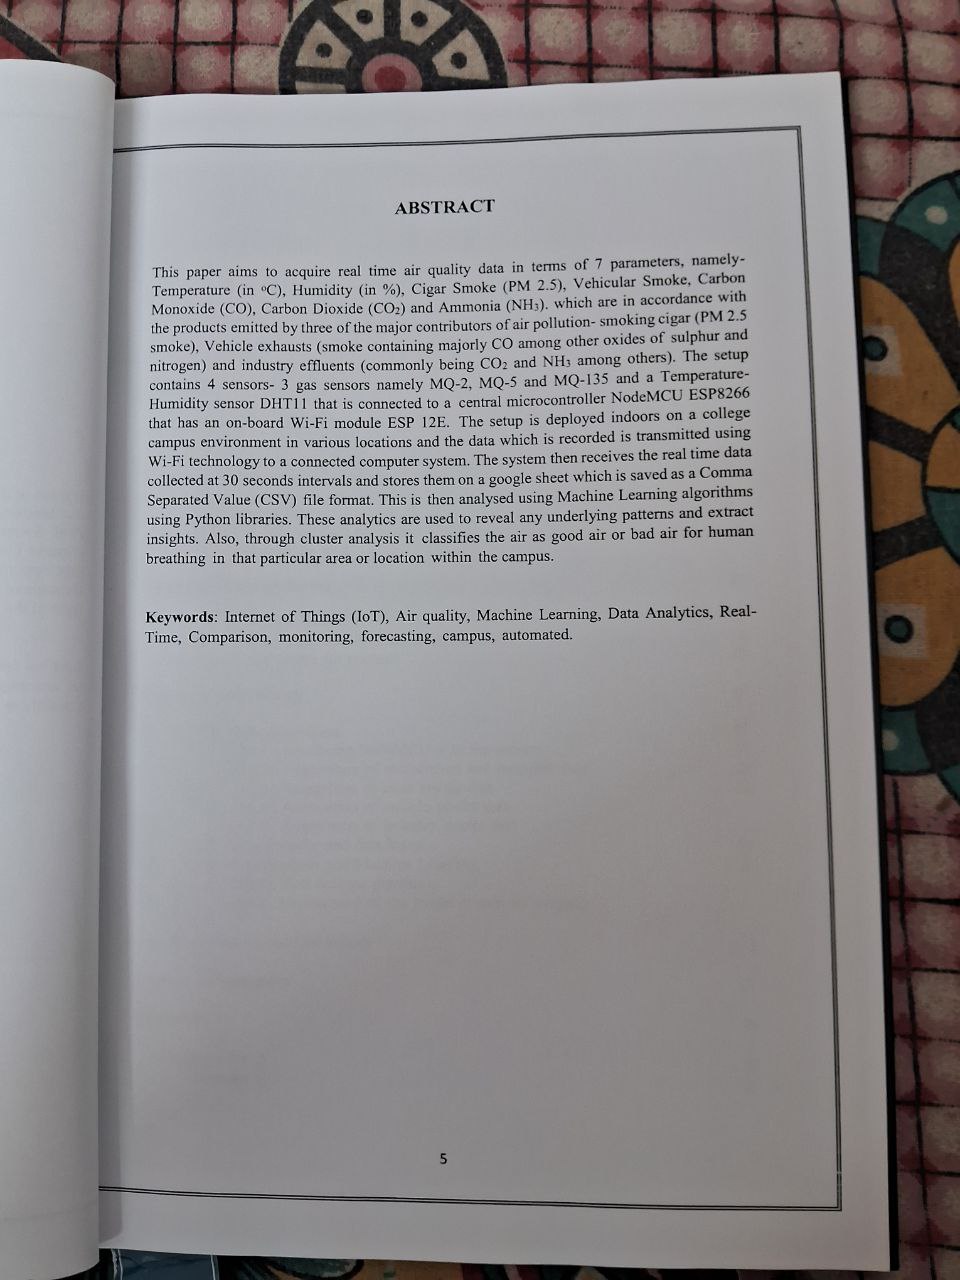 ABSTRACT
This paper aims to acquire real time air quality data in terms of 7 parameters, namely-
Temperature (in °C), Humidity (in %), Cigar Smoke (PM 2.5), Vehicular Smoke, Carbon
Monoxide (CO), Carbon Dioxide (CO₂) and Ammonia (NH₃). which are in accordance with
the products emitted by three of the major contributors of air pollution- smoking cigar (PM 2.5
smoke), Vehicle exhausts (smoke containing majorly CO among other oxides of sulphur and
nitrogen) and industry effluents (commonly being CO₂ and NH₃ among others). The setup
contains 4 sensors- 3 gas sensors namely MQ-2, MQ-5 and MQ-135 and a Temperature-
Humidity sensor DHT11 that is connected to a central microcontroller NodeMCU ESP8266
that has an on-board Wi-Fi module ESP 12E. The setup is deployed indoors on a college
campus environment in various locations and the data which is recorded is transmitted using
Wi-Fi technology to a connected computer system. The system then receives the real time data
collected at 30 seconds intervals and stores them on a google sheet which is saved as a Comma
Separated Value (CSV) file format. This is then analysed using Machine Learning algorithms
using Python libraries. These analytics are used to reveal any underlying patterns and extract
insights. Also, through cluster analysis it classifies the air as good air or bad air for human
breathing in that particular area or location within the campus.
Keywords: Internet of Things (IoT), Air quality, Machine Learning, Data Analytics, Real-
Time, Comparison, monitoring, forecasting, campus, automated.
5